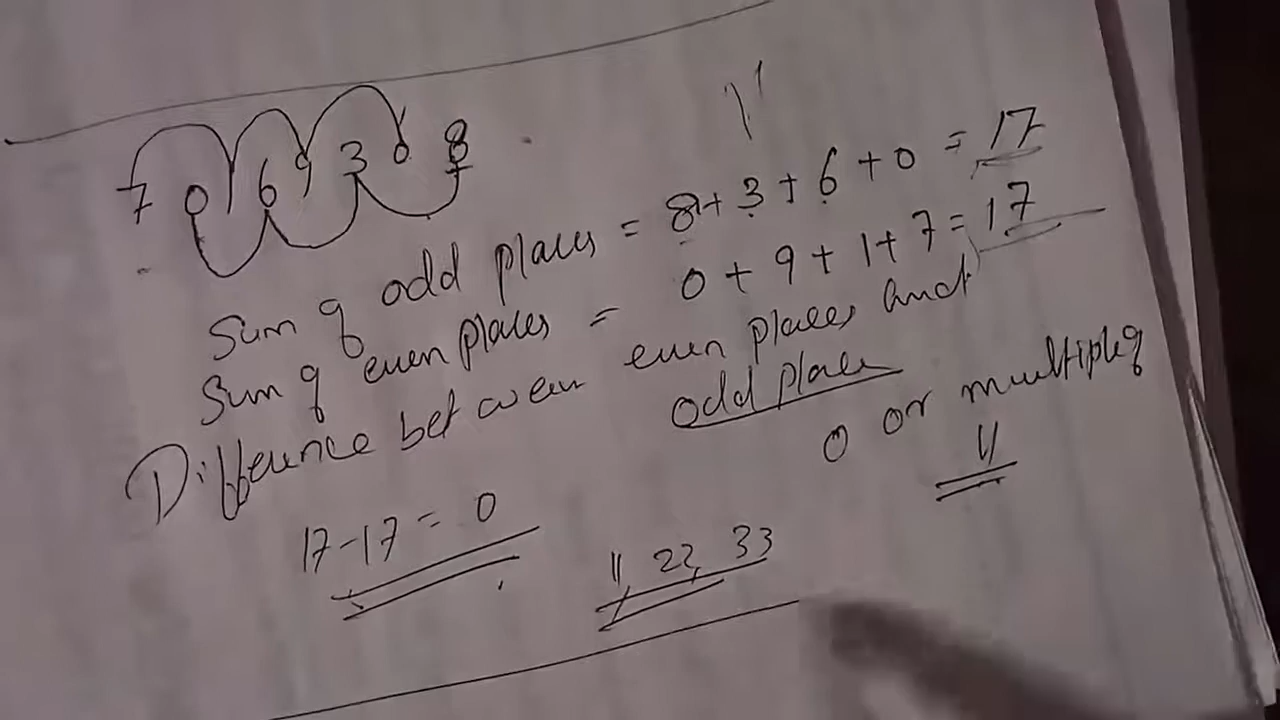 11
7 0 1 6 9 3 0 8
Sum of odd places = 8 + 3 + 6 + 0 = 17
Sum of even places = 0 + 9 + 1 + 7 = 17
Difference between even places and
odd places
0 or multiple of
11
17-17 = 0
11, 22, 33